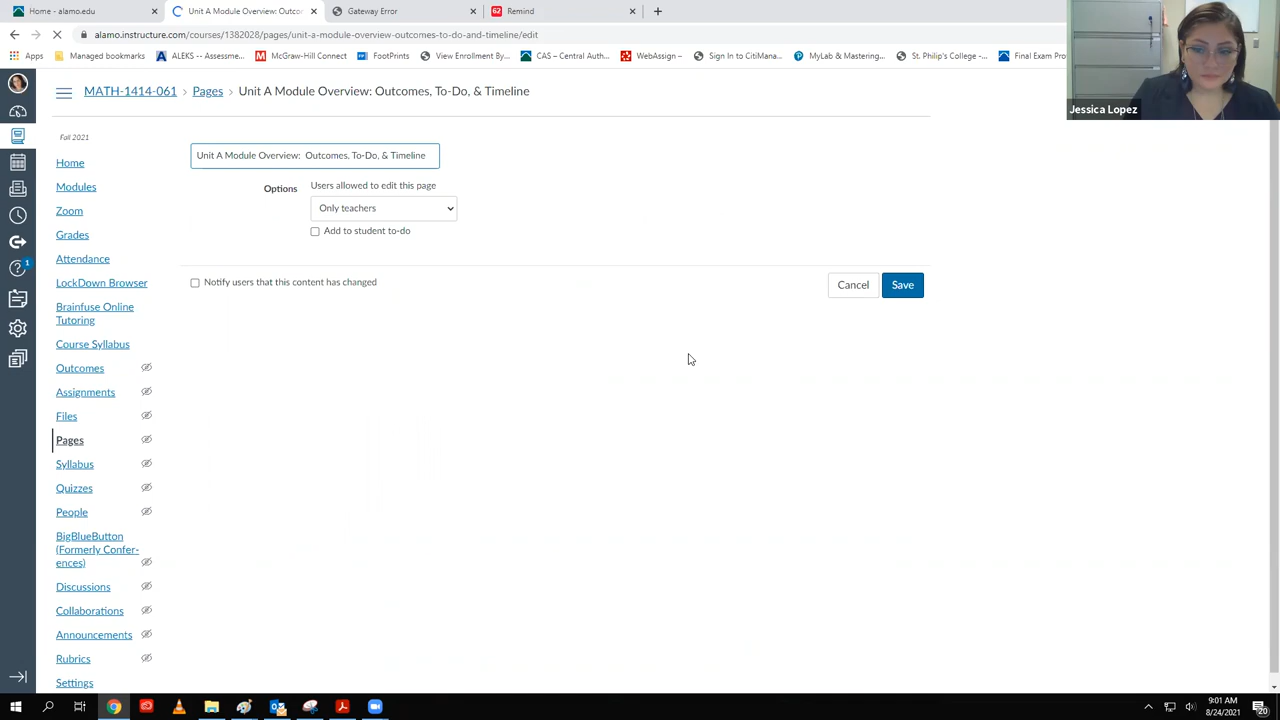 Home - alamo.edu
Unit A Module Overview: Outcom
Gateway Error
62 Remind
alamo.instructure.com/courses/1382028/pages/unit-a-module-overview-outcomes-to-do-and-timeline/edit
Apps Managed bookmarks ALEKS -- Assessme... McGraw-Hill Connect FootPrints View Enrollment By... CAS – Central Auth... WebAssign – Sign In to CitiMana... MyLab & Mastering... St. Philip's College -... Final Exam Pro
Jessica Lopez
MATH-1414-061 > Pages > Unit A Module Overview: Outcomes, To-Do, & Timeline
Fall 2021
Home
Modules
Zoom
Grades
Attendance
LockDown Browser
Brainfuse Online
Tutoring
Course Syllabus
Outcomes
Assignments
Files
Pages
Syllabus
Quizzes
People
BigBlueButton
(Formerly Confer-
ences)
Discussions
Collaborations
Announcements
Rubrics
Settings
1
Unit A Module Overview: Outcomes, To-Do, & Timeline
Options
Users allowed to edit this page
Only teachers
Add to student to-do
Notify users that this content has changed
Cancel
Save
9:01 AM
8/24/2021
20